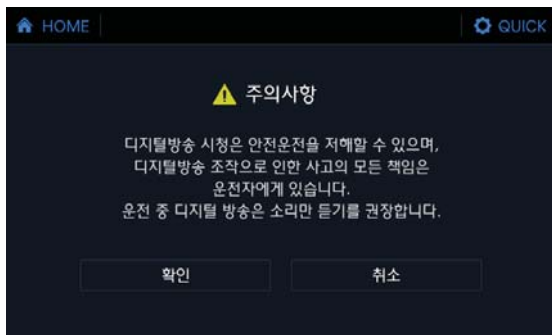 HOME
QUICK
주의사항
디지털방송 시청은 안전운전을 저해할 수 있으며,
디지털방송 조작으로 인한 사고의 모든 책임은
운전자에게 있습니다.
운전 중 디지털 방송은 소리만 듣기를 권장합니다.
확인
취소